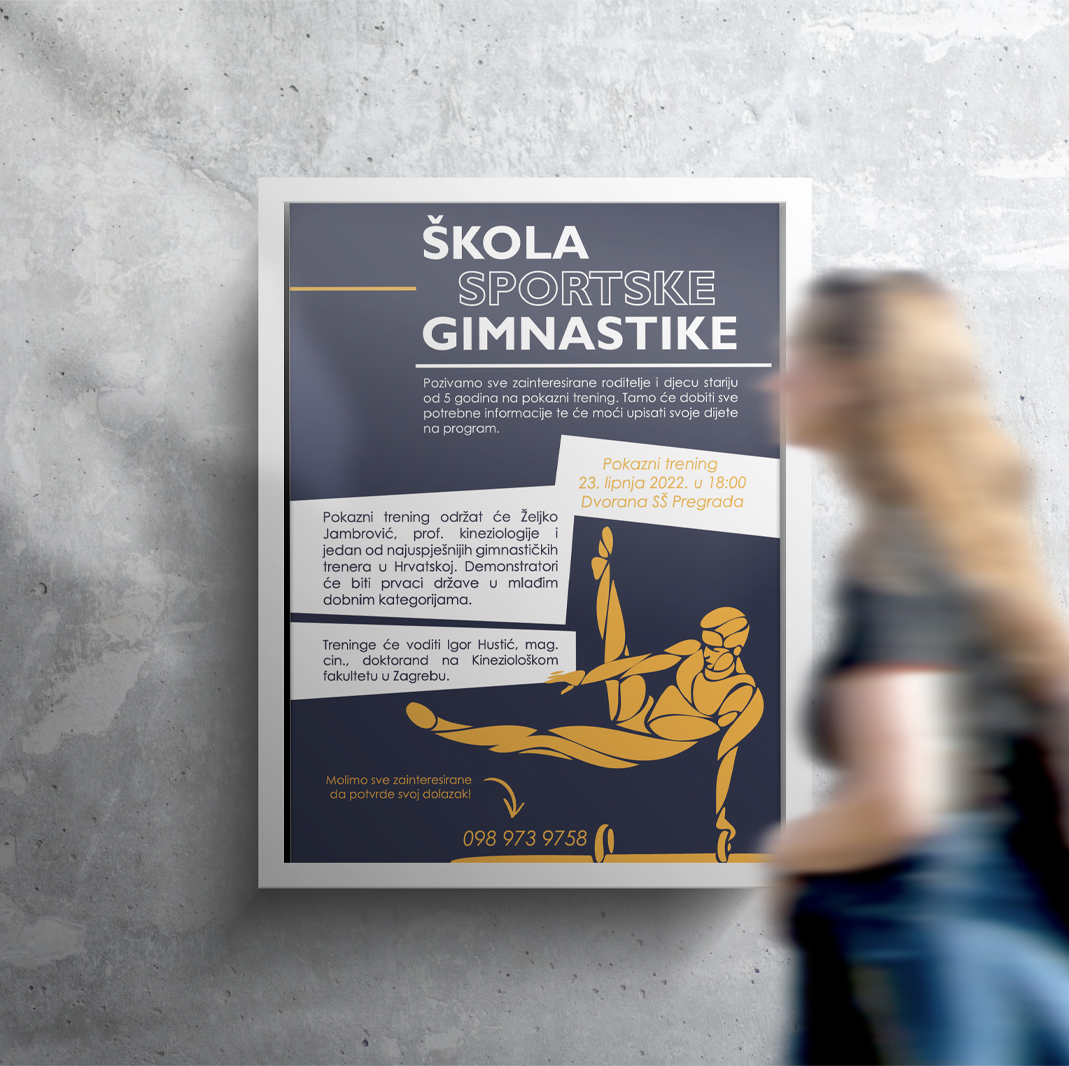 ŠKOLA
SPORTSKE
GIMNASTIKE
Pozivamo sve zainteresirane roditelje i djecu stariju
od 5 godina na pokazni trening. Tamo će dobiti sve
potrebne informacije te će moći upisati svoje dijete
na program.
Pokazni trening
23. lipnja 2022. u 18:00
Dvorana SŠ Pregrada
Pokazni trening održat će Željko
Jambrović, prof. kineziologije i
jedan od najuspješnijih gimnastičkih
trenera u Hrvatskoj. Demonstratori
će biti prvaci države u mlađim
dobnim kategorijama.
Treninge će voditi Igor Hustić, mag.
cin., doktorand na Kineziološkom
fakultetu u Zagrebu.
Molimo sve zainteresirane
da potvrde svoj dolazak!
098 973 9758